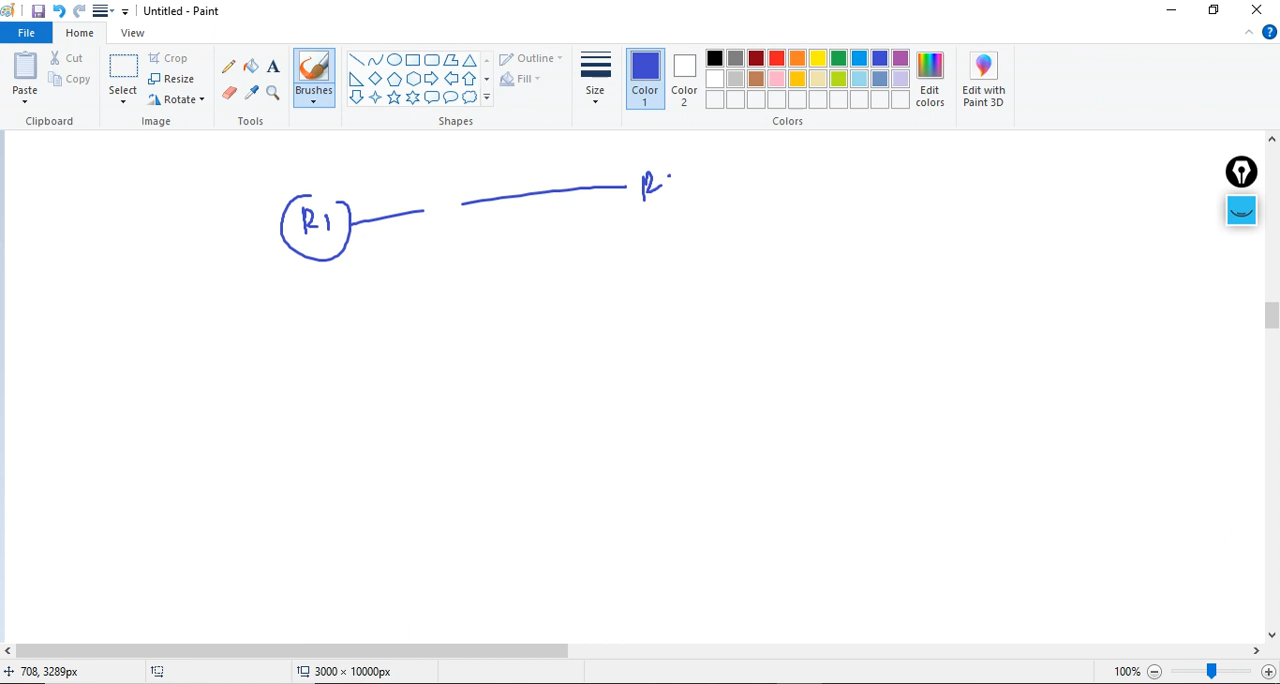 Untitled - Paint
File Home View
Paste
Cut
Copy
Clipboard
Select
Crop
Resize
Rotate
Image
A
Tools
Brushes
Shapes
Outline
Fill
Size
Color 1
Color 2
Edit colors
Colors
Edit with Paint 3D
R1
R
708, 3289px
3000 × 10000px
100%